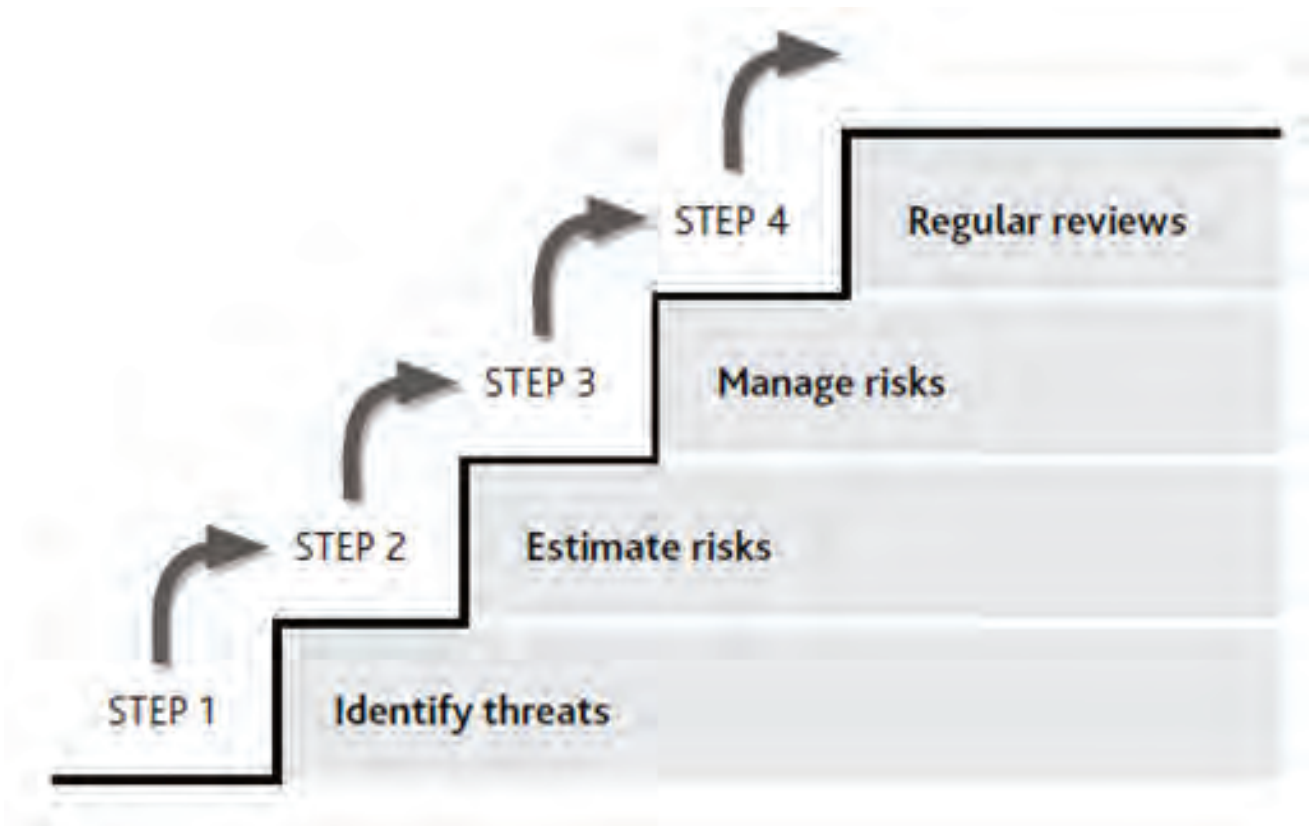 STEP 4 Regular reviews
STEP 3 Manage risks
STEP 2 Estimate risks
STEP 1 Identify threats